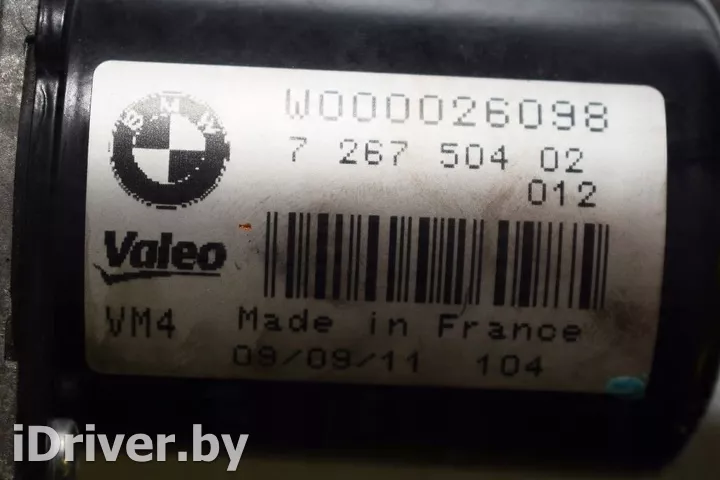 BMW
W000026098
7 267 504 02
012
Valeo
VM4
Made in France
09/09/11 104
iDriver.by